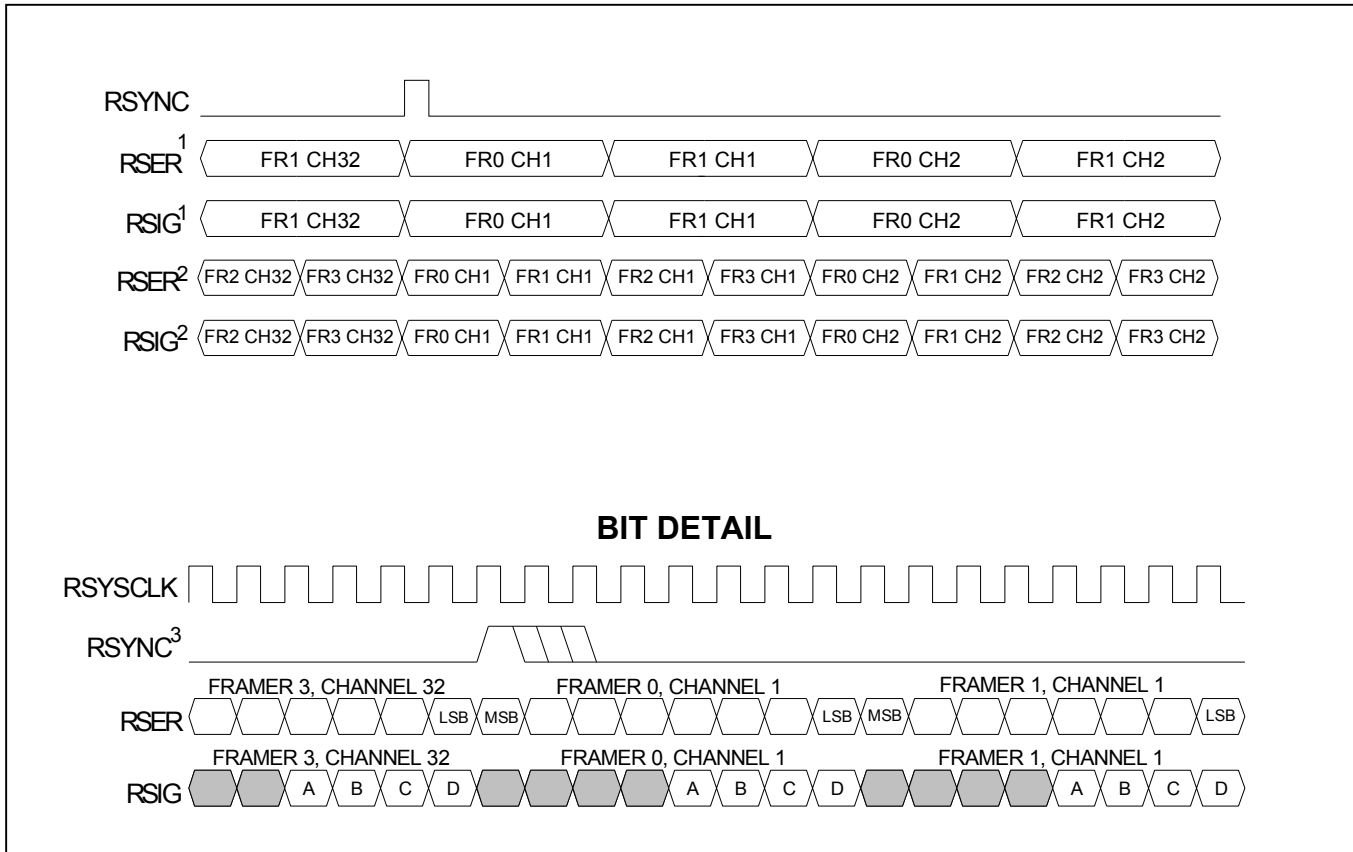 RSYNC
RSER1 FR1 CH32 FR0 CH1 FR1 CH1 FR0 CH2 FR1 CH2
RSIG1 FR1 CH32 FR0 CH1 FR1 CH1 FR0 CH2 FR1 CH2
RSER2 FR2 CH32 FR3 CH32 FR0 CH1 FR1 CH1 FR2 CH1 FR3 CH1 FR0 CH2 FR1 CH2 FR2 CH2 FR3 CH2
RSIG2 FR2 CH32 FR3 CH32 FR0 CH1 FR1 CH1 FR2 CH1 FR3 CH1 FR0 CH2 FR1 CH2 FR2 CH2 FR3 CH2
BIT DETAIL
RSYSCLK
RSYNC3
FRAMER 3, CHANNEL 32 FRAMER 0, CHANNEL 1 FRAMER 1, CHANNEL 1
RSER LSB MSB LSB MSB LSB
FRAMER 3, CHANNEL 32 FRAMER 0, CHANNEL 1 FRAMER 1, CHANNEL 1
RSIG A B C D A B C D A B C D